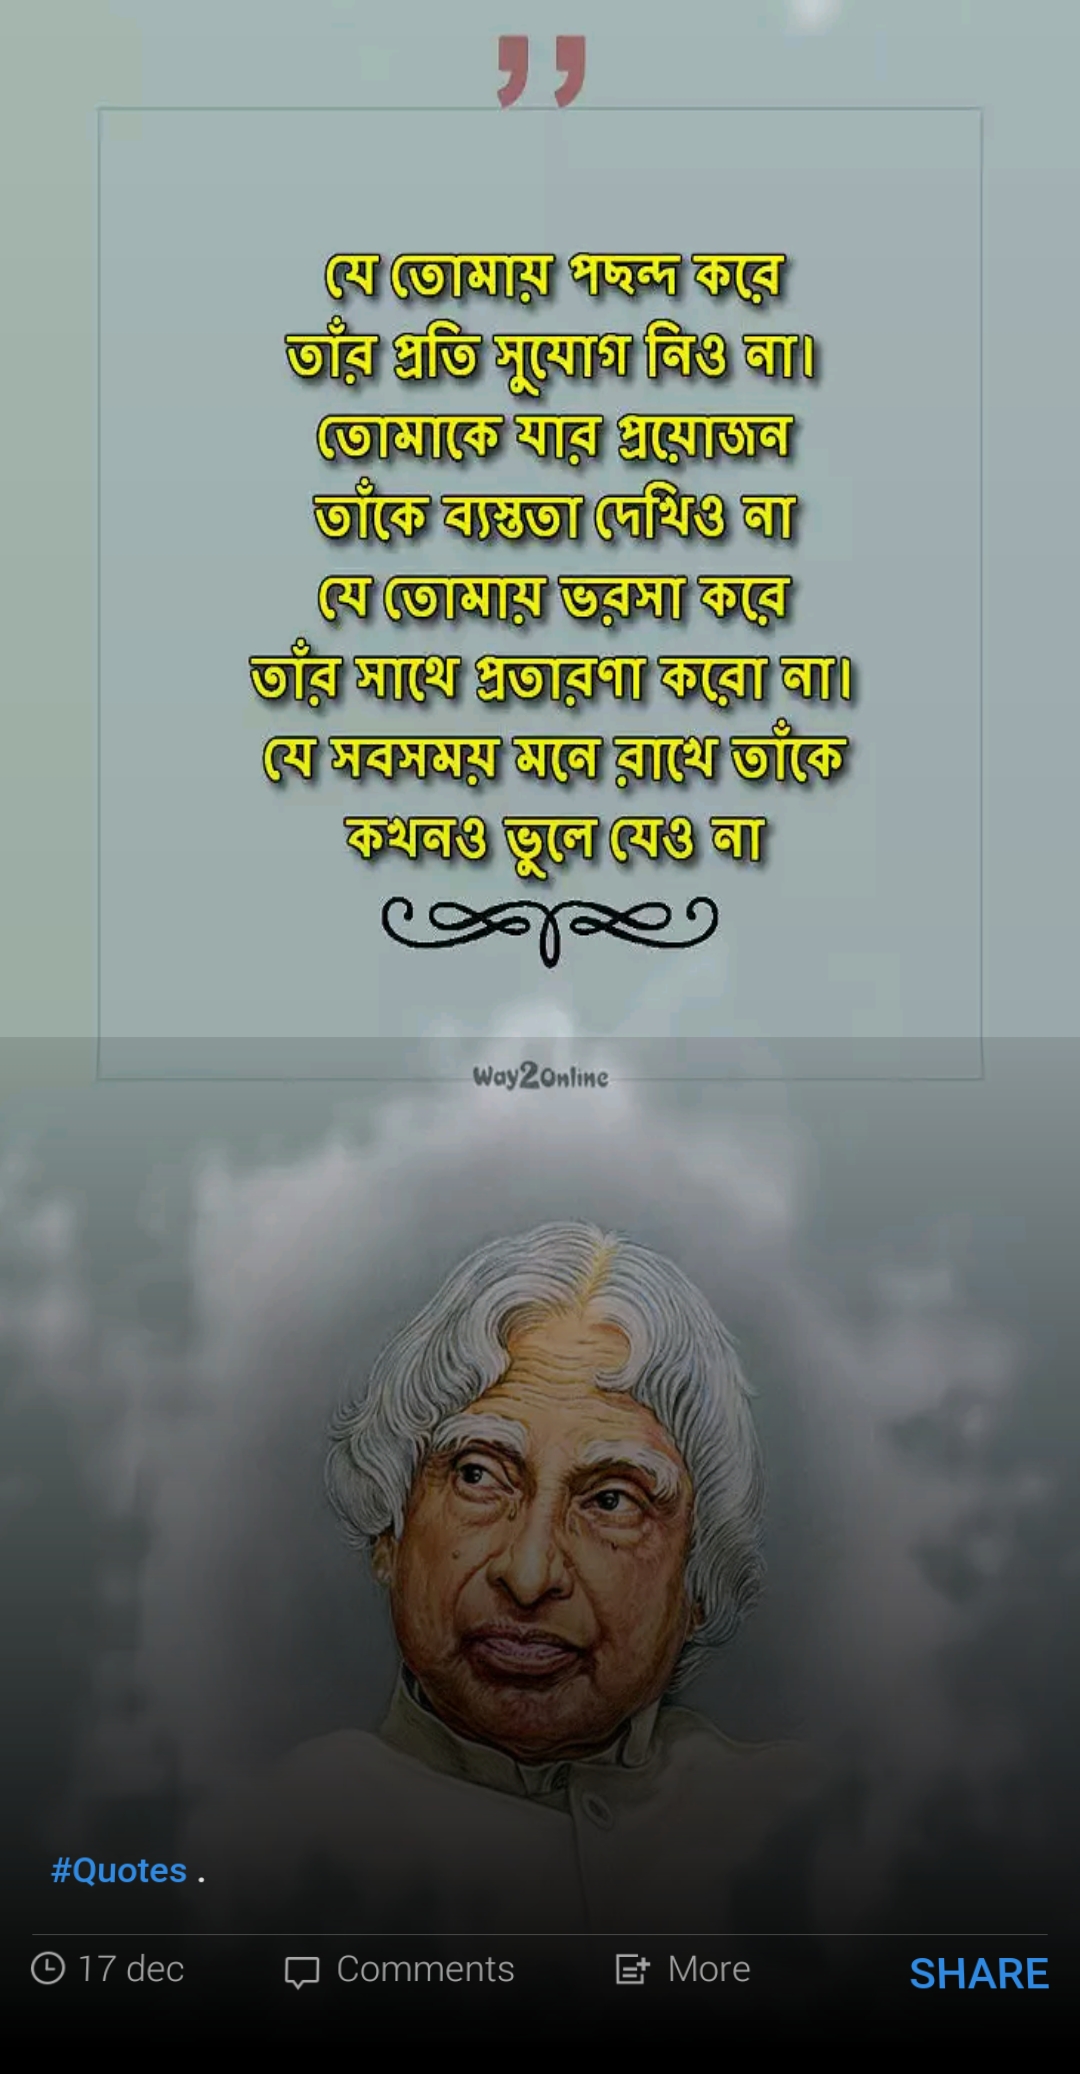 যে তোমায় পছন্দ করে
তাঁর প্রতি সুযোগ নিও না।
তোমাকে যার প্রয়োজন
তাঁকে ব্যস্ততা দেখিও না
যে তোমায় ভরসা করে
তাঁর সাথে প্রতারণা করো না।
যে সবসময় মনে রাখে তাঁকে
কখনও ভুলে যেও না
Way2Online
#Quotes .
17 dec Comments More SHARE